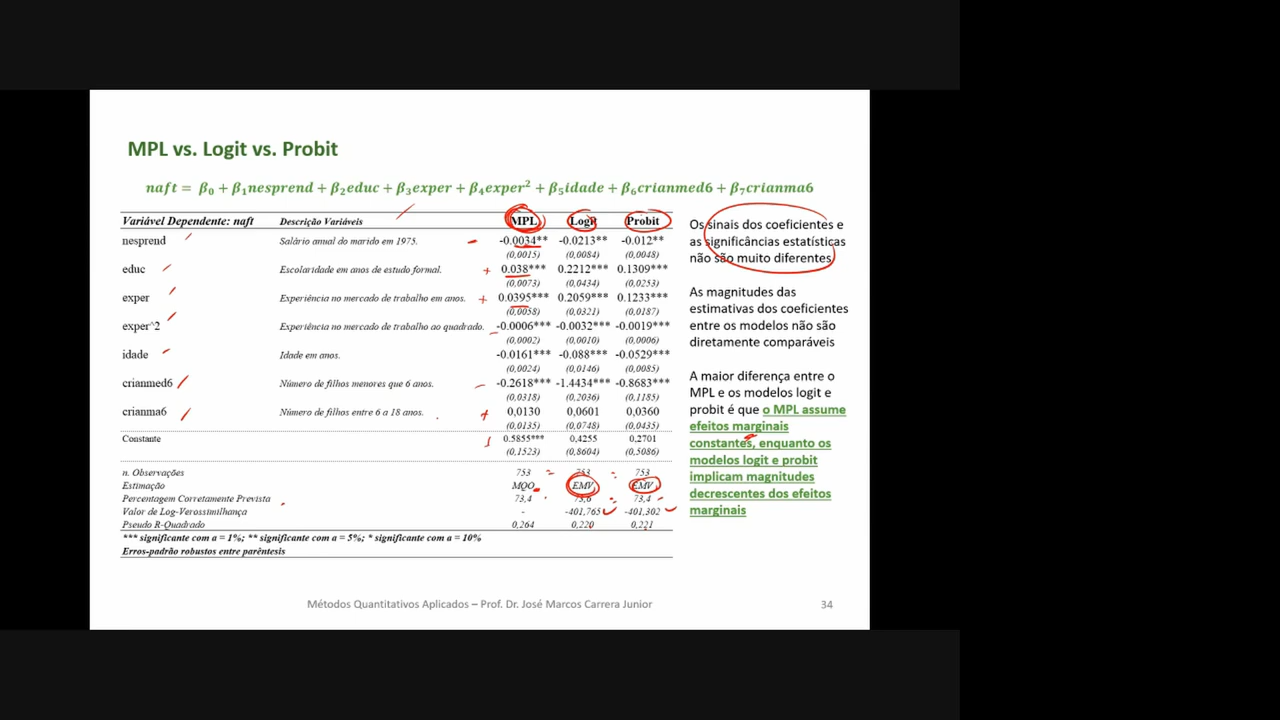 MPL vs. Logit vs. Probit
naft = β0 + β1nesprend + β2educ + β3exper + β4exper² + β5idade + β6crianmed6 + β7crianma6
Variável Dependente: naft Descrição Variáveis MPL Logit Probit
nesprend Salário anual do marido em 1975. -0.0034** -0.0213** -0.012**
(0,0015) (0,0084) (0,0048)
educ Escolaridade em anos de estudo formal. 0.038*** 0.2212*** 0.1309***
(0.0073) (0,0434) (0,0253)
exper Experiência no mercado de trabalho em anos. 0.0395*** 0.2059*** 0.1233***
(0,0058) (0,0321) (0,0187)
exper^2 Experiência no mercado de trabalho ao quadrado. -0.0006*** -0.0032*** -0.0019***
(0,0002) (0,0010) (0,0006)
idade Idade em anos. -0.0161*** -0.088*** -0.0529***
(0,0024) (0,0146) (0,0085)
crianmed6 Número de filhos menores que 6 anos. -0.2618*** -1.4434*** -0.8683***
(0,0318) (0,2036) (0,1185)
crianma6 Número de filhos entre 6 a 18 anos. 0,0130 0,0601 0,0360
(0,0135) (0,0748) (0,0435)
Constante 0.5855*** 0,4255 0,2701
(0,1523) (0,8604) (0,5086)
n. Observações 753 753 753
Estimação MQO EMV EMV
Percentagem Corretamente Prevista 73,4 73,6 73,4
Valor de Log-Verossimilhança - -401,765 -401,302
Pseudo R-Quadrado 0,264 0,220 0,221
*** significante com a = 1%; ** significante com a = 5%; * significante com a = 10%
Erros-padrão robustos entre parêntesis
Os sinais dos coeficientes e
as significâncias estatísticas
não são muito diferentes
As magnitudes das
estimativas dos coeficientes
entre os modelos não são
diretamente comparáveis
A maior diferença entre o
MPL e os modelos logit e
probit é que o MPL assume
efeitos marginais
constantes, enquanto os
modelos logit e probit
implicam magnitudes
decrescentes dos efeitos
marginais
Métodos Quantitativos Aplicados – Prof. Dr. José Marcos Carrera Junior
34